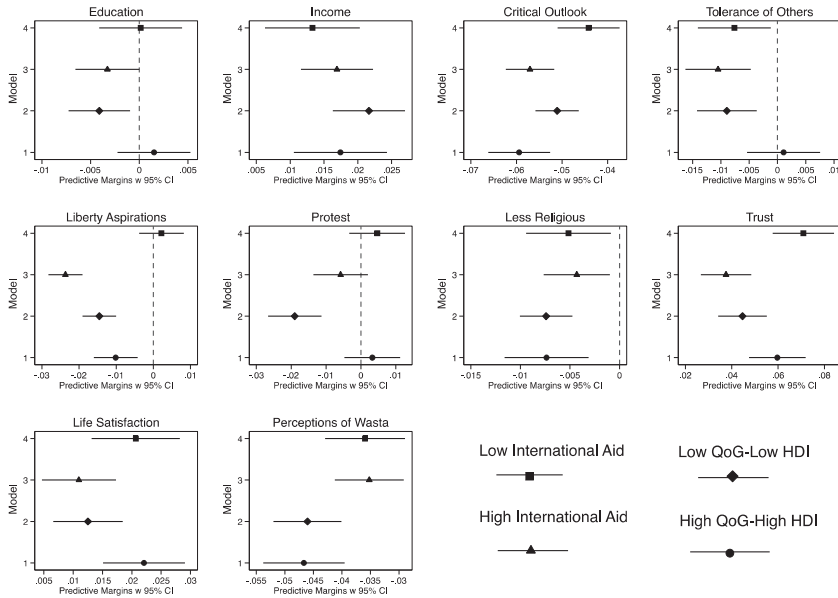 Education
Income
Critical Outlook
Tolerance of Others
Model
4
3
2
1
-.01
-.005
0
.005
Predictive Margins w 95% CI
Model
4
3
2
1
.005
.01
.015
.02
.025
Predictive Margins w 95% CI
Model
4
3
2
1
-.07
-.06
-.05
-.04
Predictive Margins w 95% CI
Model
4
3
2
1
-.015
-.01
-.005
0
.005
.01
Predictive Margins w 95% CI
Liberty Aspirations
Protest
Less Religious
Trust
Model
4
3
2
1
-.03
-.02
-.01
0
.01
Predictive Margins w 95% CI
Model
4
3
2
1
-.03
-.02
-.01
0
.01
Predictive Margins w 95% CI
Model
4
3
2
1
-.015
-.01
-.005
0
Predictive Margins w 95% CI
Model
4
3
2
1
.02
.04
.06
.08
Predictive Margins w 95% CI
Life Satisfaction
Perceptions of Wasta
Model
4
3
2
1
.005
.01
.015
.02
.025
.03
Predictive Margins w 95% CI
Model
4
3
2
1
-.055
-.05
-.045
-.04
-.035
-.03
Predictive Margins w 95% CI
Low International Aid
Low QoG-Low HDI
High International Aid
High QoG-High HDI